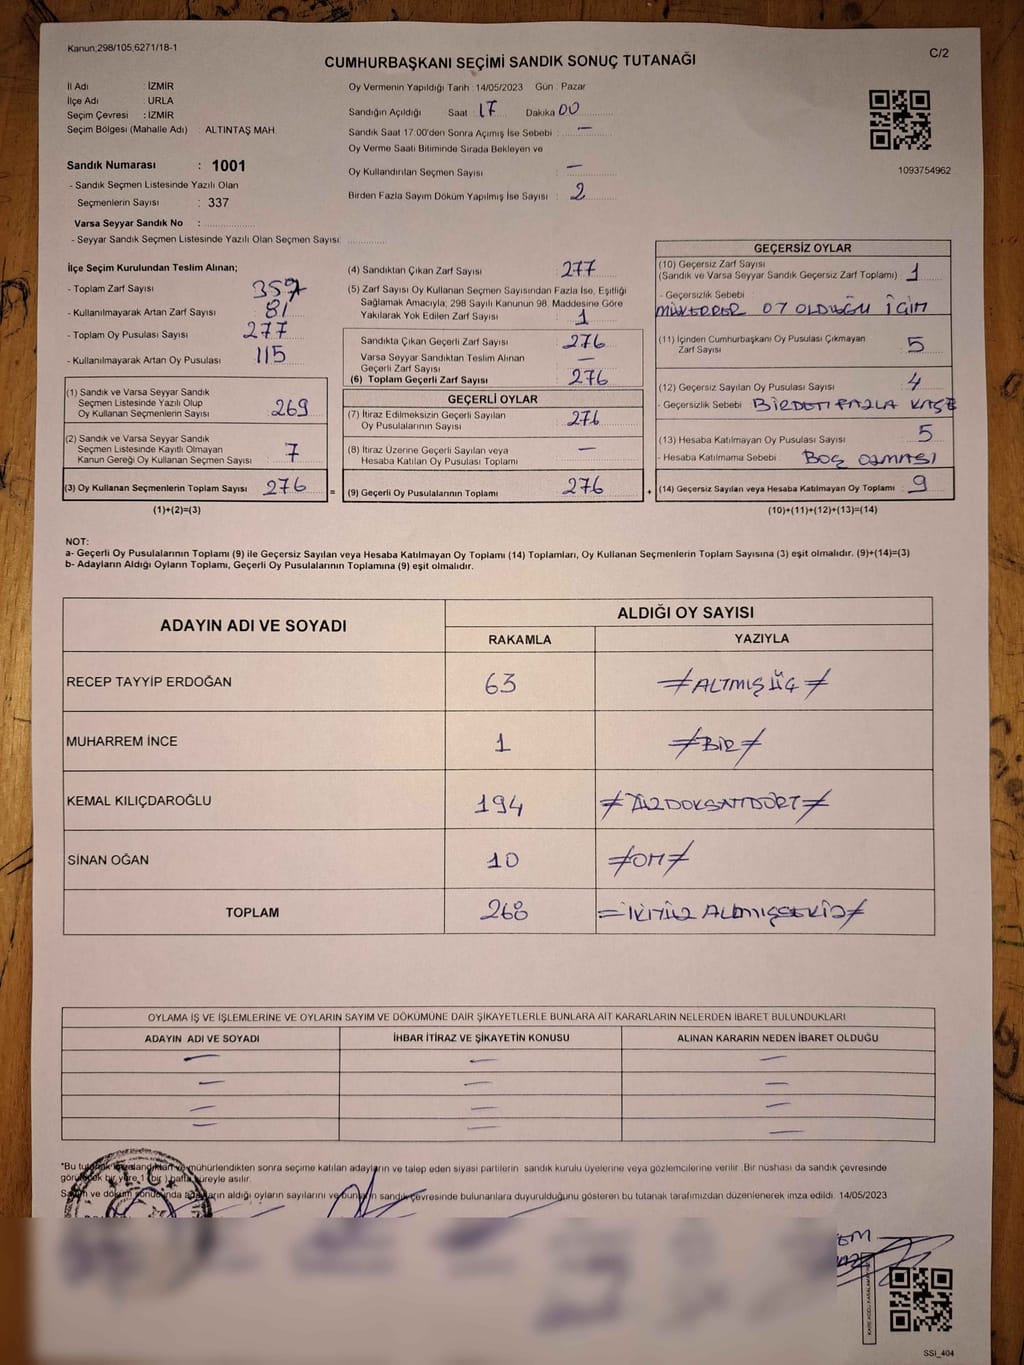 Kanun;298/105,6271/18-1
C/2
CUMHURBAŞKANI SEÇİMİ SANDIK SONUÇ TUTANAĞI
İl Adı : İZMİR
İlçe Adı : URLA
Seçim Çevresi : İZMİR
Seçim Bölgesi (Mahalle Adı) : ALTINTAŞ MAH.
Sandık Numarası : 1001
- Sandık Seçmen Listesinde Yazılı Olan
Seçmenlerin Sayısı : 337
Varsa Seyyar Sandık No :
- Seyyar Sandık Seçmen Listesinde Yazılı Olan Seçmen Sayısı:
Oy Vermenin Yapıldığı Tarih : 14/05/2023 Gün : Pazar
Sandığın Açıldığı Saat : 17 Dakika 00
Sandık Saat 17:00'den Sonra Açımış İse Sebebi : —
Oy Verme Saati Bitiminde Sırada Bekleyen ve
Oy Kullandırılan Seçmen Sayısı : —
Birden Fazla Sayım Döküm Yapılmış İse Sayısı : 2
1093754962
İlçe Seçim Kurulundan Teslim Alınan;
- Toplam Zarf Sayısı 357
- Kullanılmayarak Artan Zarf Sayısı 81
- Toplam Oy Pusulası Sayısı 277
- Kullanılmayarak Artan Oy Pusulası 115
(1) Sandık ve Varsa Seyyar Sandık
Seçmen Listesinde Yazılı Olup
Oy Kullanan Seçmenlerin Sayısı 269
(2) Sandık ve Varsa Seyyar Sandık
Seçmen Listesinde Kayıtlı Olmayan
Kanun Gereği Oy Kullanan Seçmen Sayısı 7
(3) Oy Kullanan Seçmenlerin Toplam Sayısı 276 =
(1)+(2)=(3)
(4) Sandıktan Çıkan Zarf Sayısı 277
(5) Zarf Sayısı Oy Kullanan Seçmen Sayısından Fazla İse, Eşitliği
Sağlamak Amacıyla; 298 Sayılı Kanunun 98. Maddesine Göre
Yakılarak Yok Edilen Zarf Sayısı 1
Sandıkta Çıkan Geçerli Zarf Sayısı 276
Varsa Seyyar Sandıktan Teslim Alınan
Geçerli Zarf Sayısı —
(6) Toplam Geçerli Zarf Sayısı 276
GEÇERLİ OYLAR
(7) İtiraz Edilmeksizin Geçerli Sayılan
Oy Pusulalarının Sayısı 276
(8) İtiraz Üzerine Geçerli Sayılan veya
Hesaba Katılan Oy Pusulası Toplamı —
(9) Geçerli Oy Pusulalarının Toplamı 276 +
GEÇERSİZ OYLAR
(10) Geçersiz Zarf Sayısı
(Sandık ve Varsa Seyyar Sandık Geçersiz Zarf Toplamı) 1
- Geçersizlik Sebebi :
MÜKERRER OY OLDUĞU İÇİN
(11) İçinden Cumhurbaşkanı Oy Pusulası Çıkmayan
Zarf Sayısı 5
(12) Geçersiz Sayılan Oy Pusulası Sayısı 4
- Geçersizlik Sebebi BİRDEN FAZLA KAŞE
(13) Hesaba Katılmayan Oy Pusulası Sayısı 5
- Hesaba Katılmama Sebebi : BOŞ OLMASI
(14) Geçersiz Sayılan veya Hesaba Katılmayan Oy Toplamı 9
(10)+(11)+(12)+(13)=(14)
NOT:
a- Geçerli Oy Pusulalarının Toplamı (9) ile Geçersiz Sayılan veya Hesaba Katılmayan Oy Toplamı (14) Toplamları, Oy Kullanan Seçmenlerin Toplam Sayısına (3) eşit olmalıdır. (9)+(14)=(3)
b- Adayların Aldığı Oyların Toplamı, Geçerli Oy Pusulalarının Toplamına (9) eşit olmalıdır.
ADAYIN ADI VE SOYADI ALDIĞI OY SAYISI
RAKAMLA YAZIYLA
RECEP TAYYİP ERDOĞAN 63 ALTMIŞ ÜÇ
MUHARREM İNCE 1 BİR
KEMAL KILIÇDAROĞLU 194 YÜZDOKSANDÖRT
SİNAN OĞAN 10 ON
TOPLAM 268 İKİYÜZ ALTMIŞSEKİZ
OYLAMA İŞ VE İŞLEMLERİNE VE OYLARIN SAYIM VE DÖKÜMÜNE DAİR ŞİKAYETLERLE BUNLARA AİT KARARLARIN NELERDEN İBARET BULUNDUKLARI
ADAYIN ADI VE SOYADI İHBAR İTİRAZ VE ŞİKAYETİN KONUSU ALINAN KARARIN NEDEN İBARET OLDUĞU
*Bu tutanak imzalandıktan ve mühürlendikten sonra seçime katılan adayların ve talep eden siyasi partilerin sandık kurulu üyelerine veya gözlemcilerine verilir. Bir nüshası da sandık çevresinde
görülecek bir yere 1 (bir) hafta süreyle asılır.
Sayım ve döküm sonucunda adayların aldığı oyların sayılarını ve bunların sandık çevresinde bulunanlara duyurulduğunu gösteren bu tutanak tarafımızdan düzenlenerek imza edildi. 14/05/2023
SSİ_404